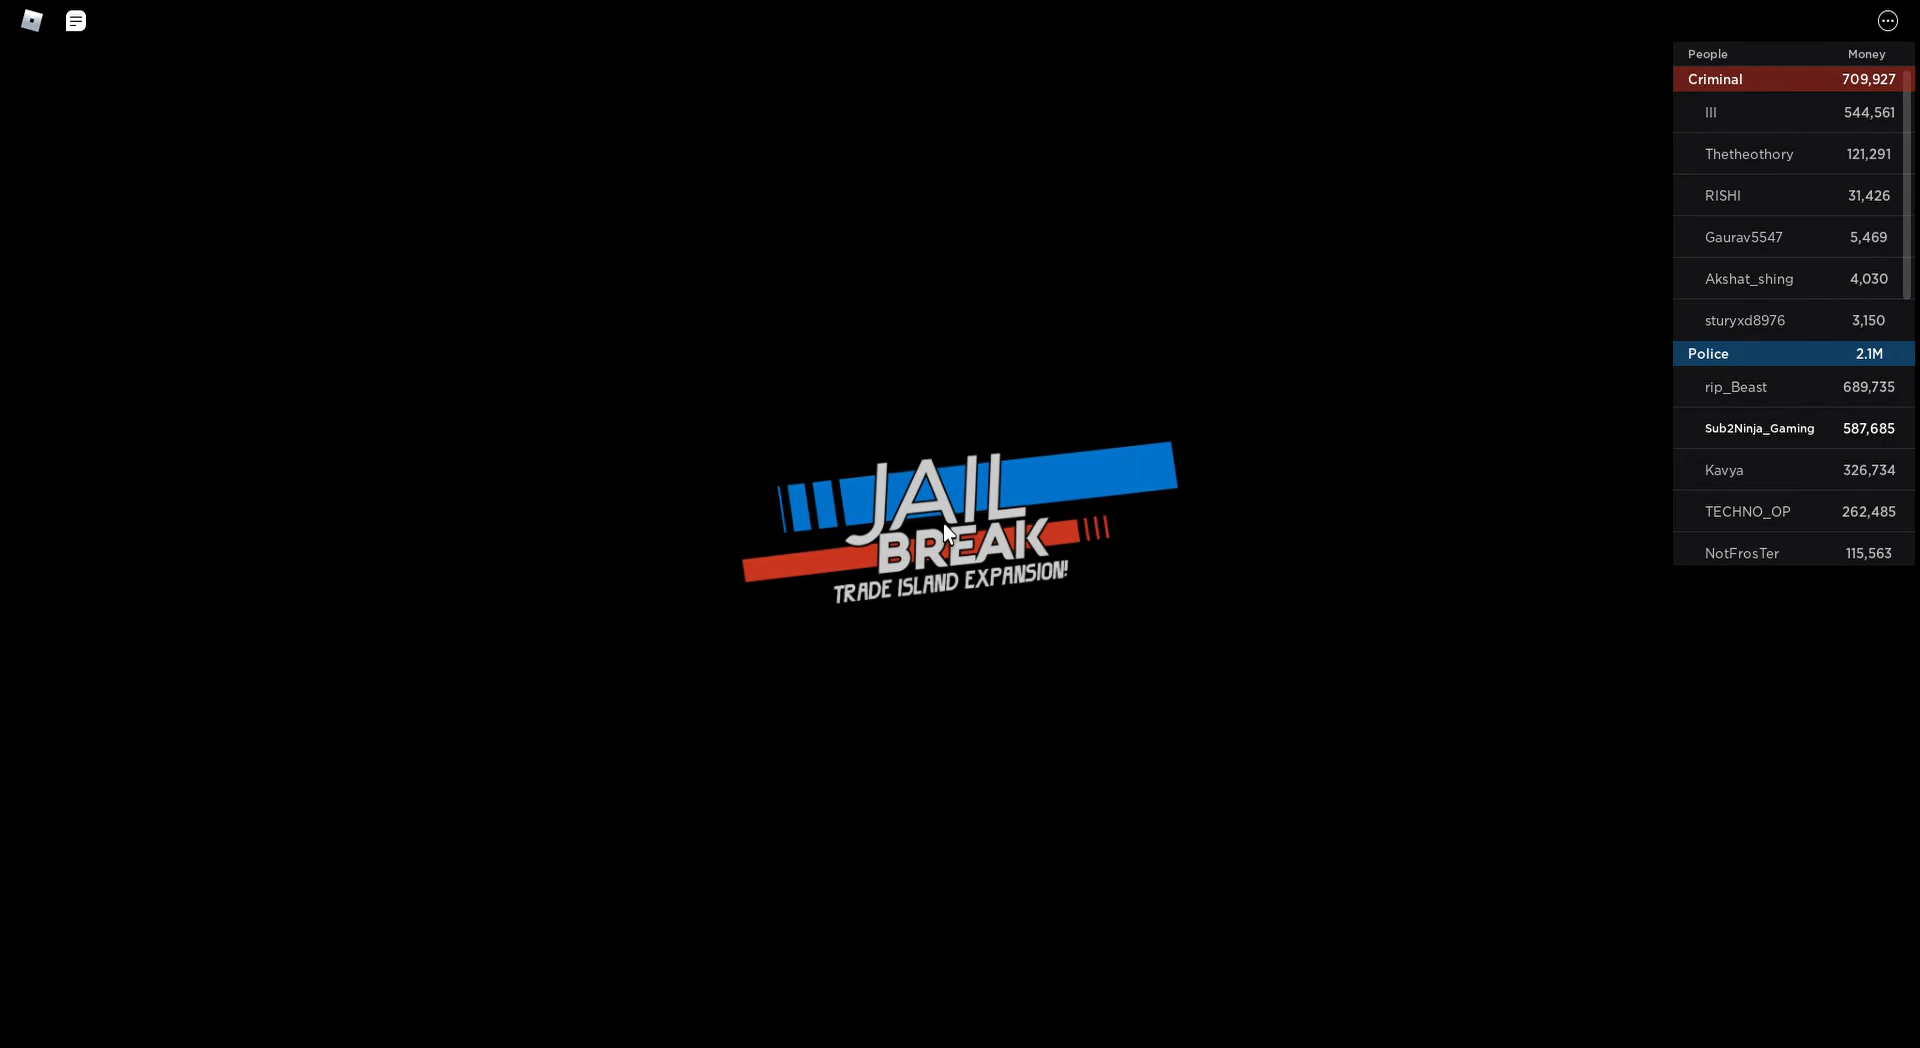 People Money
Criminal 709,927
III 544,561
Thetheothory 121,291
RISHI 31,426
Gaurav5547 5,469
Akshat_shing 4,030
sturyxd8976 3,150
Police 2.1M
rip_Beast 689,735
Sub2Ninja_Gaming 587,685
Kavya 326,734
TECHNO_OP 262,485
NotFrosTer 115,563
JAIL
BREAK
TRADE ISLAND EXPANSION!